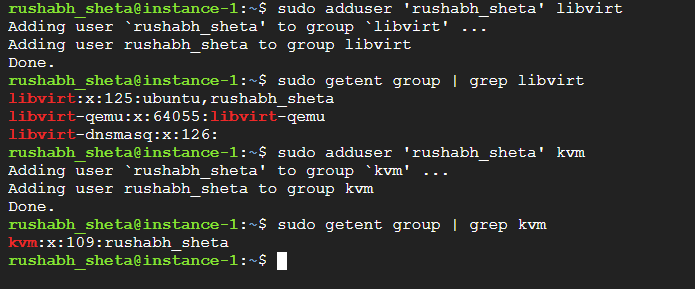 rushabh_sheta@instance-1:~$ sudo adduser 'rushabh_sheta' libvirt
Adding user `rushabh_sheta' to group `libvirt' ...
Adding user rushabh_sheta to group libvirt
Done.
rushabh_sheta@instance-1:~$ sudo getent group | grep libvirt
libvirt:x:125:ubuntu,rushabh_sheta
libvirt-qemu:x:64055:libvirt-qemu
libvirt-dnsmasq:x:126:
rushabh_sheta@instance-1:~$ sudo adduser 'rushabh_sheta' kvm
Adding user `rushabh_sheta' to group `kvm' ...
Adding user rushabh_sheta to group kvm
Done.
rushabh_sheta@instance-1:~$ sudo getent group | grep kvm
kvm:x:109:rushabh_sheta
rushabh_sheta@instance-1:~$